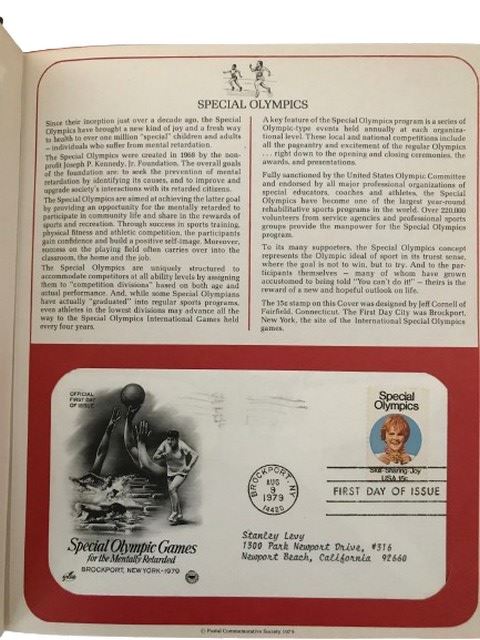 SPECIAL OLYMPICS
Since their inception just over a decade ago, the Special
Olympics have brought a new kind of joy and a fresh way
to health to over one million "special" children and adults
– individuals who suffer from mental retardation.
The Special Olympics were created in 1968 by the non-
profit Joseph P. Kennedy, Jr. Foundation. The overall goals
of the foundation are: to seek the prevention of mental
retardation by identifying its causes, and to improve and
upgrade society's interactions with its retarded citizens.
The Special Olympics are aimed at achieving the latter goal
by providing an opportunity for the mentally retarded to
participate in community life and share in the rewards of
sports and recreation. Through success in sports training,
physical fitness and athletic competition, the participants
gain confidence and build a positive self-image. Moreover,
success on the playing field often carries over into the
classroom, the home and the job.
The Special Olympics are uniquely structured to
accommodate competitors at all ability levels by assigning
them to "competition divisions" based on both age and
actual performance. And, while some Special Olympians
have actually "graduated" into regular sports programs,
even athletes in the lowest divisions may advance all the
way to the Special Olympics International Games held
every four years.
A key feature of the Special Olympics program is a series of
Olympic-type events held annually at each organiza-
tional level. These local and national competitions include
all the pageantry and excitement of the regular Olympics
. . . right down to the opening and closing ceremonies, the
awards, and presentations.
Fully sanctioned by the United States Olympic Committee
and endorsed by all major professional organizations of
special educators, coaches and athletes, the Special
Olympics have become one of the largest year-round
rehabilitative sports programs in the world. Over 220,000
volunteers from service agencies and professional sports
groups provide the manpower for the Special Olympics
program.
To its many supporters, the Special Olympics concept
represents the Olympic ideal of sport in its truest sense,
where the goal is not to win, but to try. And to the par-
ticipants themselves – many of whom have grown
accustomed to being told "You can't do it!" – theirs is the
reward of a new and hopeful outlook on life.
The 15¢ stamp on this Cover was designed by Jeff Cornell of
Fairfield, Connecticut. The First Day City was Brockport,
New York, the site of the International Special Olympics
games.
OFFICIAL
FIRST DAY
OF ISSUE
Special
Olympics
Skill·Sharing·Joy
USA 15c
BROCKPORT, NY
AUG
9
1979
14420
FIRST DAY OF ISSUE
Stanley Levy
1300 Park Newport Drive, #316
Newport Beach, California 92660
Special Olympic Games
for the Mentally Retarded
BROCKPORT, NEW YORK - 1979
© Postal Commemorative Society 1979